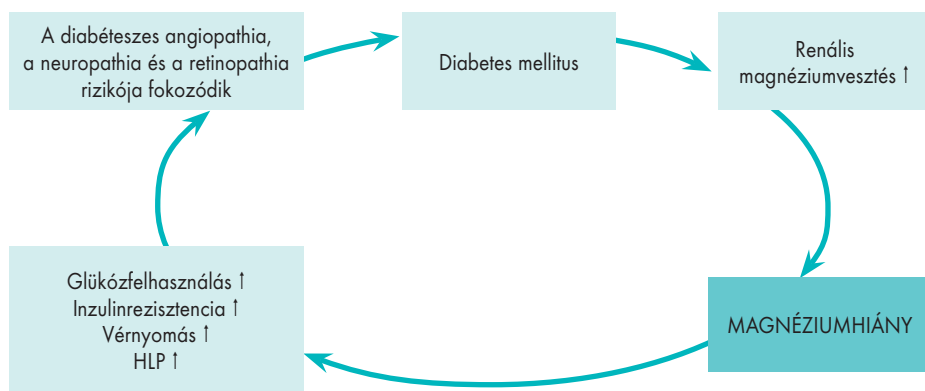 A diabéteszes angiopathia,
a neuropathia és a retinopathia
rizikója fokozódik
Diabetes mellitus
Renális
magnéziumvesztés ↑
MAGNÉZIUMHIÁNY
Glükózfelhasználás ↑
Inzulinrezisztencia ↑
Vérnyomás ↑
HLP ↑